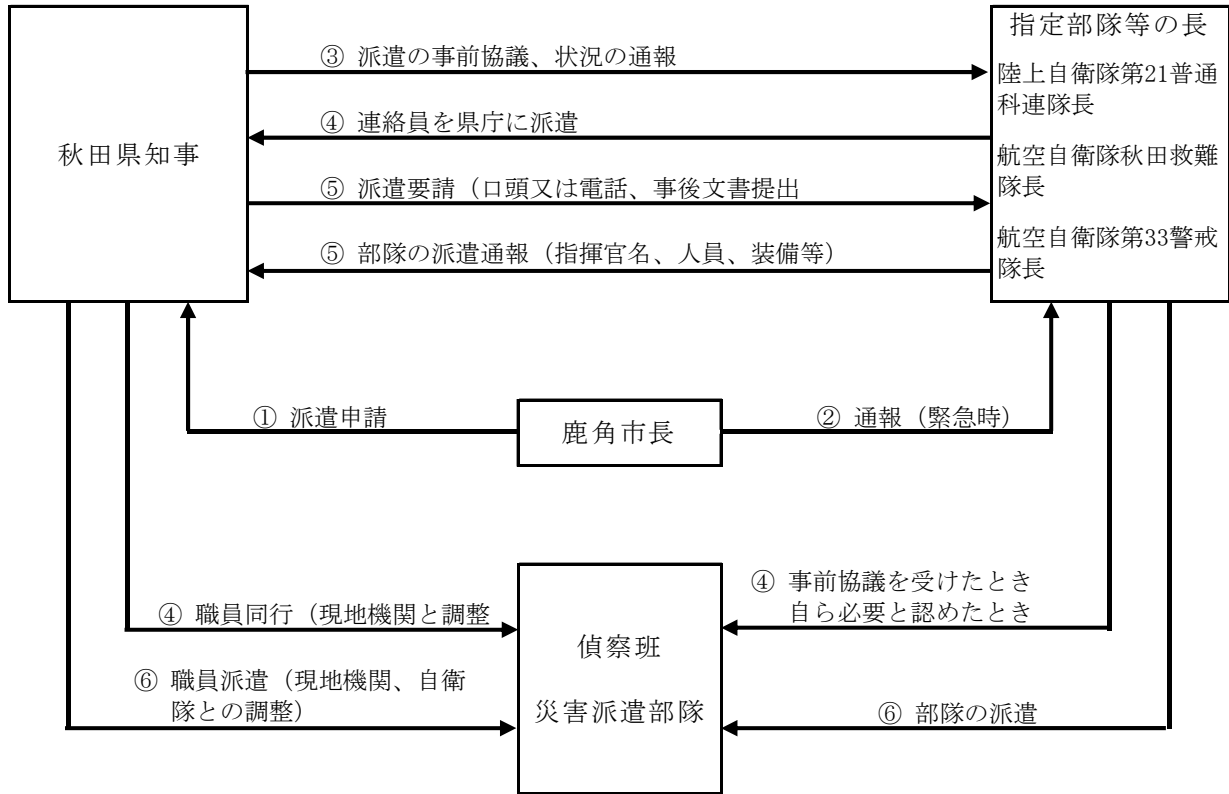 指定部隊等の長
③ 派遣の事前協議、状況の通報
陸上自衛隊第21普通
科連隊長
④ 連絡員を県庁に派遣
秋田県知事
航空自衛隊秋田救難
隊長
⑤ 派遣要請（口頭又は電話、事後文書提出
航空自衛隊第33警戒
隊長
⑤ 部隊の派遣通報（指揮官名、人員、装備等）
① 派遣申請
鹿角市長
② 通報（緊急時）
④ 事前協議を受けたとき
自ら必要と認めたとき
④ 職員同行（現地機関と調整
偵察班
⑥ 職員派遣（現地機関、自衛
隊との調整）
災害派遣部隊
⑥ 部隊の派遣